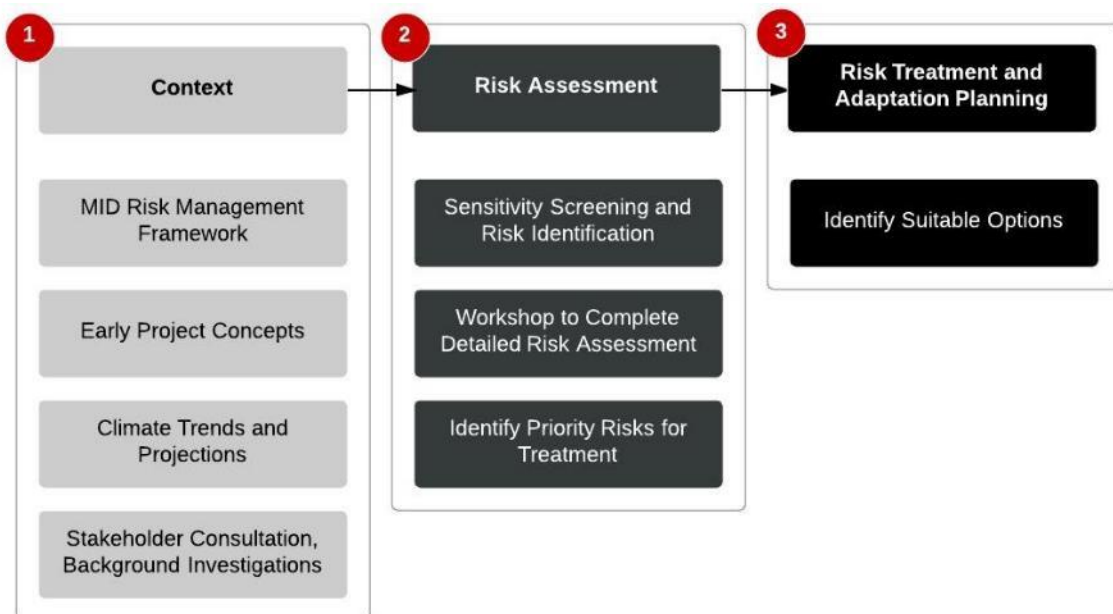 1
Context
MID Risk Management
Framework
Early Project Concepts
Climate Trends and
Projections
Stakeholder Consultation,
Background Investigations
2
Risk Assessment
Sensitivity Screening and
Risk Identification
Workshop to Complete
Detailed Risk Assessment
Identify Priority Risks for
Treatment
3
Risk Treatment and
Adaptation Planning
Identify Suitable Options